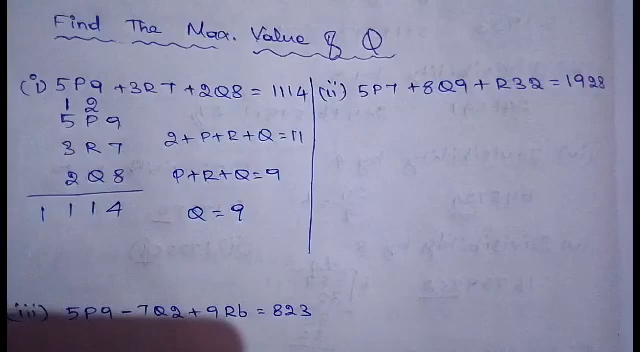 Find The Max. Value of Q
(i) 5P9 + 3R7 + 2Q8 = 1114
1 2
5 P 9
3 R 7
2 Q 8
1 1 1 4
2 + P + R + Q = 11
P + R + Q = 9
Q = 9
(ii) 5P7 + 8Q9 + R32 = 1928
(iii) 5P9 - 7Q2 + 9R6 = 823